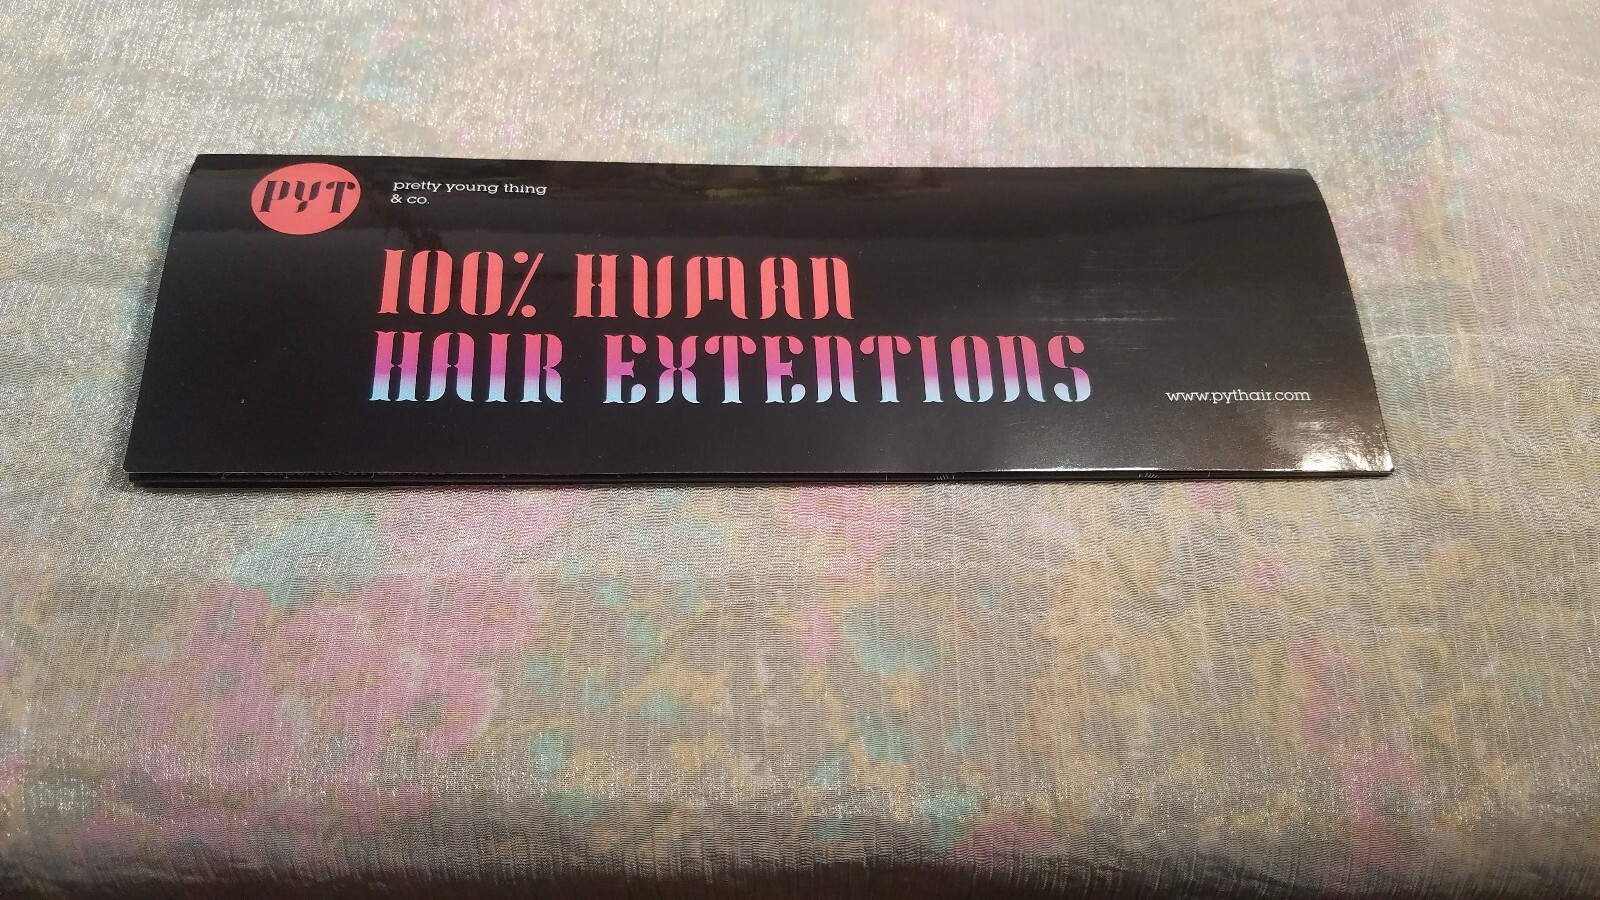 PYT
pretty young thing
& co.
100% HUMAN
HAIR EXTENTIONS
www.pythair.com